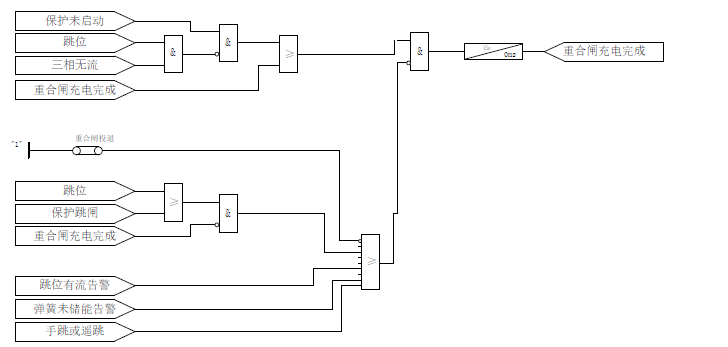 保护未启动
跳位
&
三相无流
重合闸充电完成
&
≥
&
0ms
重合闸充电完成
"1"
重合闸投退
跳位
保护跳闸
重合闸充电完成
≥
&
≥
跳位有流告警
弹簧未储能告警
手跳或遥跳